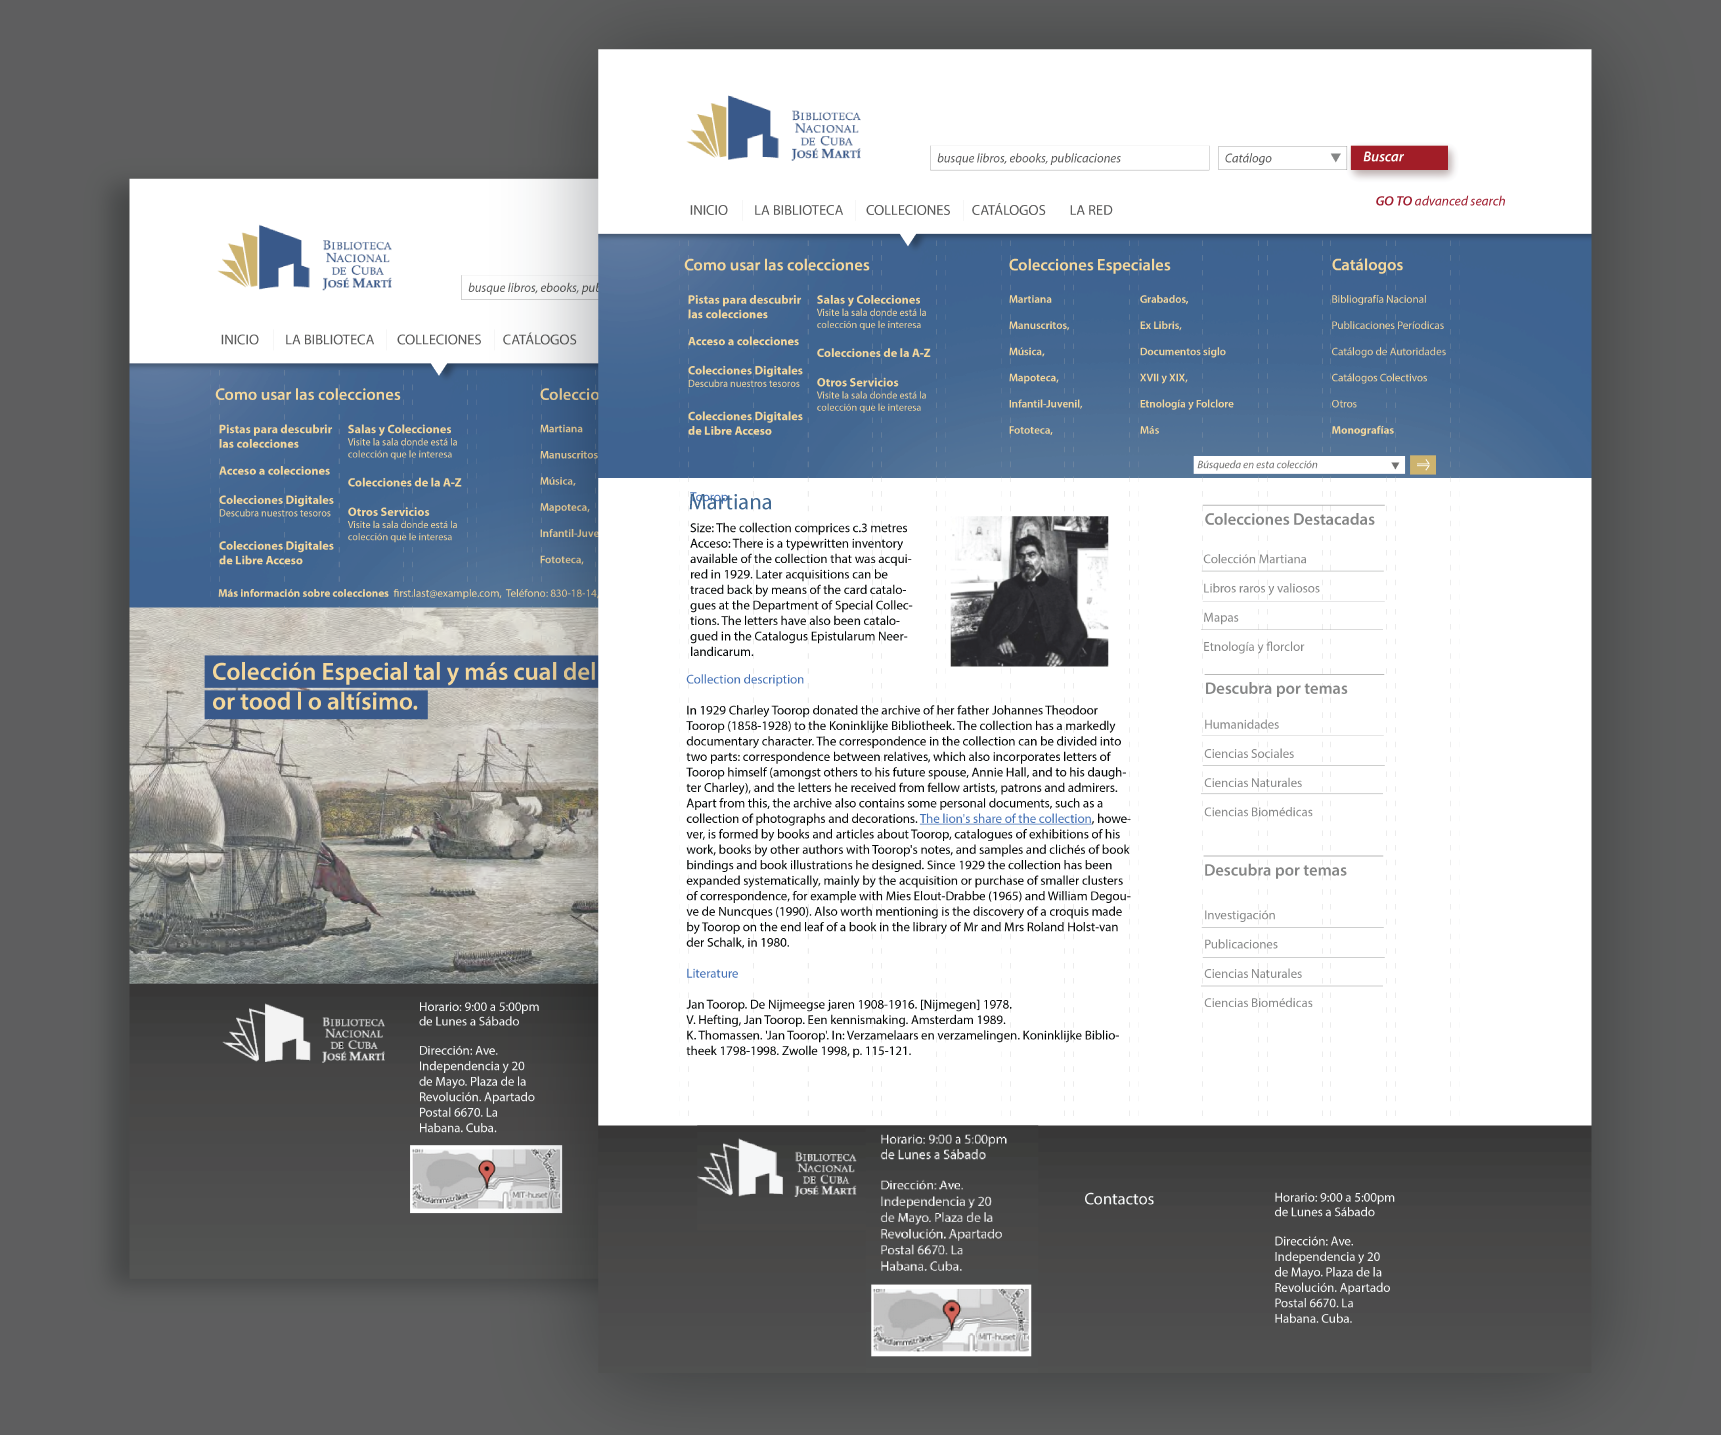 BIBLIOTECA
NACIONAL
DE CUBA
JOSÉ MARTÍ
busque libros, ebooks, pub
INICIO
LA BIBLIOTECA
COLLECIONES
CATÁLOGOS
Como usar las colecciones
Pistas para descubrir
las colecciones
Acceso a colecciones
Colecciones Digitales
Descubra nuestros tesoros
Colecciones Digitales
de Libre Acceso
Salas y Colecciones
Visite la sala donde está la
colección que le interesa
Colecciones de la A-Z
Otros Servicios
Visite la sala donde está la
colección que le interesa
Coleccio
Martiana
Manuscritos
Música,
Mapoteca,
Infantil-Juve
Fototeca,
Más información sobre colecciones first.last@example.com, Teléfono: 830-18-14,
Colección Especial tal y más cual del
or tood l o altísimo.
BIBLIOTECA
NACIONAL
DE CUBA
JOSÉ MARTÍ
Horario: 9:00 a 5:00pm
de Lunes a Sábado
Dirección: Ave.
Independencia y 20
de Mayo. Plaza de la
Revolución. Apartado
Postal 6670. La
Habana. Cuba.
MIT-huset
BIBLIOTECA
NACIONAL
DE CUBA
JOSÉ MARTÍ
busque libros, ebooks, publicaciones
Catálogo
Buscar
GO TO advanced search
INICIO
LA BIBLIOTECA
COLLECIONES
CATÁLOGOS
LA RED
Como usar las colecciones
Pistas para descubrir
las colecciones
Acceso a colecciones
Colecciones Digitales
Descubra nuestros tesoros
Colecciones Digitales
de Libre Acceso
Salas y Colecciones
Visite la sala donde está la
colección que le interesa
Colecciones de la A-Z
Otros Servicios
Visite la sala donde está la
colección que le interesa
Colecciones Especiales
Martiana
Manuscritos,
Música,
Mapoteca,
Infantil-Juvenil,
Fototeca,
Grabados,
Ex Libris,
Documentos siglo
XVII y XIX,
Etnología y Folclore
Más
Catálogos
Bibliografía Nacional
Publicaciones Períodicas
Catálogo de Autoridades
Catálogos Colectivos
Otros
Monografías
Búsqueda en esta colección
Toorop
Martiana
Size: The collection comprices c.3 metres
Acceso: There is a typewritten inventory
available of the collection that was acqui-
red in 1929. Later acquisitions can be
traced back by means of the card catalo-
gues at the Department of Special Collec-
tions. The letters have also been catalo-
gued in the Catalogus Epistularum Neer-
landicarum.
Collection description
In 1929 Charley Toorop donated the archive of her father Johannes Theodoor
Toorop (1858-1928) to the Koninklijke Bibliotheek. The collection has a markedly
documentary character. The correspondence in the collection can be divided into
two parts: correspondence between relatives, which also incorporates letters of
Toorop himself (amongst others to his future spouse, Annie Hall, and to his daugh-
ter Charley), and the letters he received from fellow artists, patrons and admirers.
Apart from this, the archive also contains some personal documents, such as a
collection of photographs and decorations. The lion's share of the collection, howe-
ver, is formed by books and articles about Toorop, catalogues of exhibitions of his
work, books by other authors with Toorop's notes, and samples and clichés of book
bindings and book illustrations he designed. Since 1929 the collection has been
expanded systematically, mainly by the acquisition or purchase of smaller clusters
of correspondence, for example with Mies Elout-Drabbe (1965) and William Degou-
ve de Nuncques (1990). Also worth mentioning is the discovery of a croquis made
by Toorop on the end leaf of a book in the library of Mr and Mrs Roland Holst-van
der Schalk, in 1980.
Literature
Jan Toorop. De Nijmeegse jaren 1908-1916. [Nijmegen] 1978.
V. Hefting, Jan Toorop. Een kennismaking. Amsterdam 1989.
K. Thomassen. 'Jan Toorop'. In: Verzamelaars en verzamelingen. Koninklijke Biblio-
theek 1798-1998. Zwolle 1998, p. 115-121.
Colecciones Destacadas
Colección Martiana
Libros raros y valiosos
Mapas
Etnología y florclor
Descubra por temas
Humanidades
Ciencias Sociales
Ciencias Naturales
Ciencias Biomédicas
Descubra por temas
Investigación
Publicaciones
Ciencias Naturales
Ciencias Biomédicas
BIBLIOTECA
NACIONAL
DE CUBA
JOSÉ MARTÍ
Horario: 9:00 a 5:00pm
de Lunes a Sábado
Dirección: Ave.
Independencia y 20
de Mayo. Plaza de la
Revolución. Apartado
Postal 6670. La
Habana. Cuba.
MIT-huset
Contactos
Horario: 9:00 a 5:00pm
de Lunes a Sábado
Dirección: Ave.
Independencia y 20
de Mayo. Plaza de la
Revolución. Apartado
Postal 6670. La
Habana. Cuba.